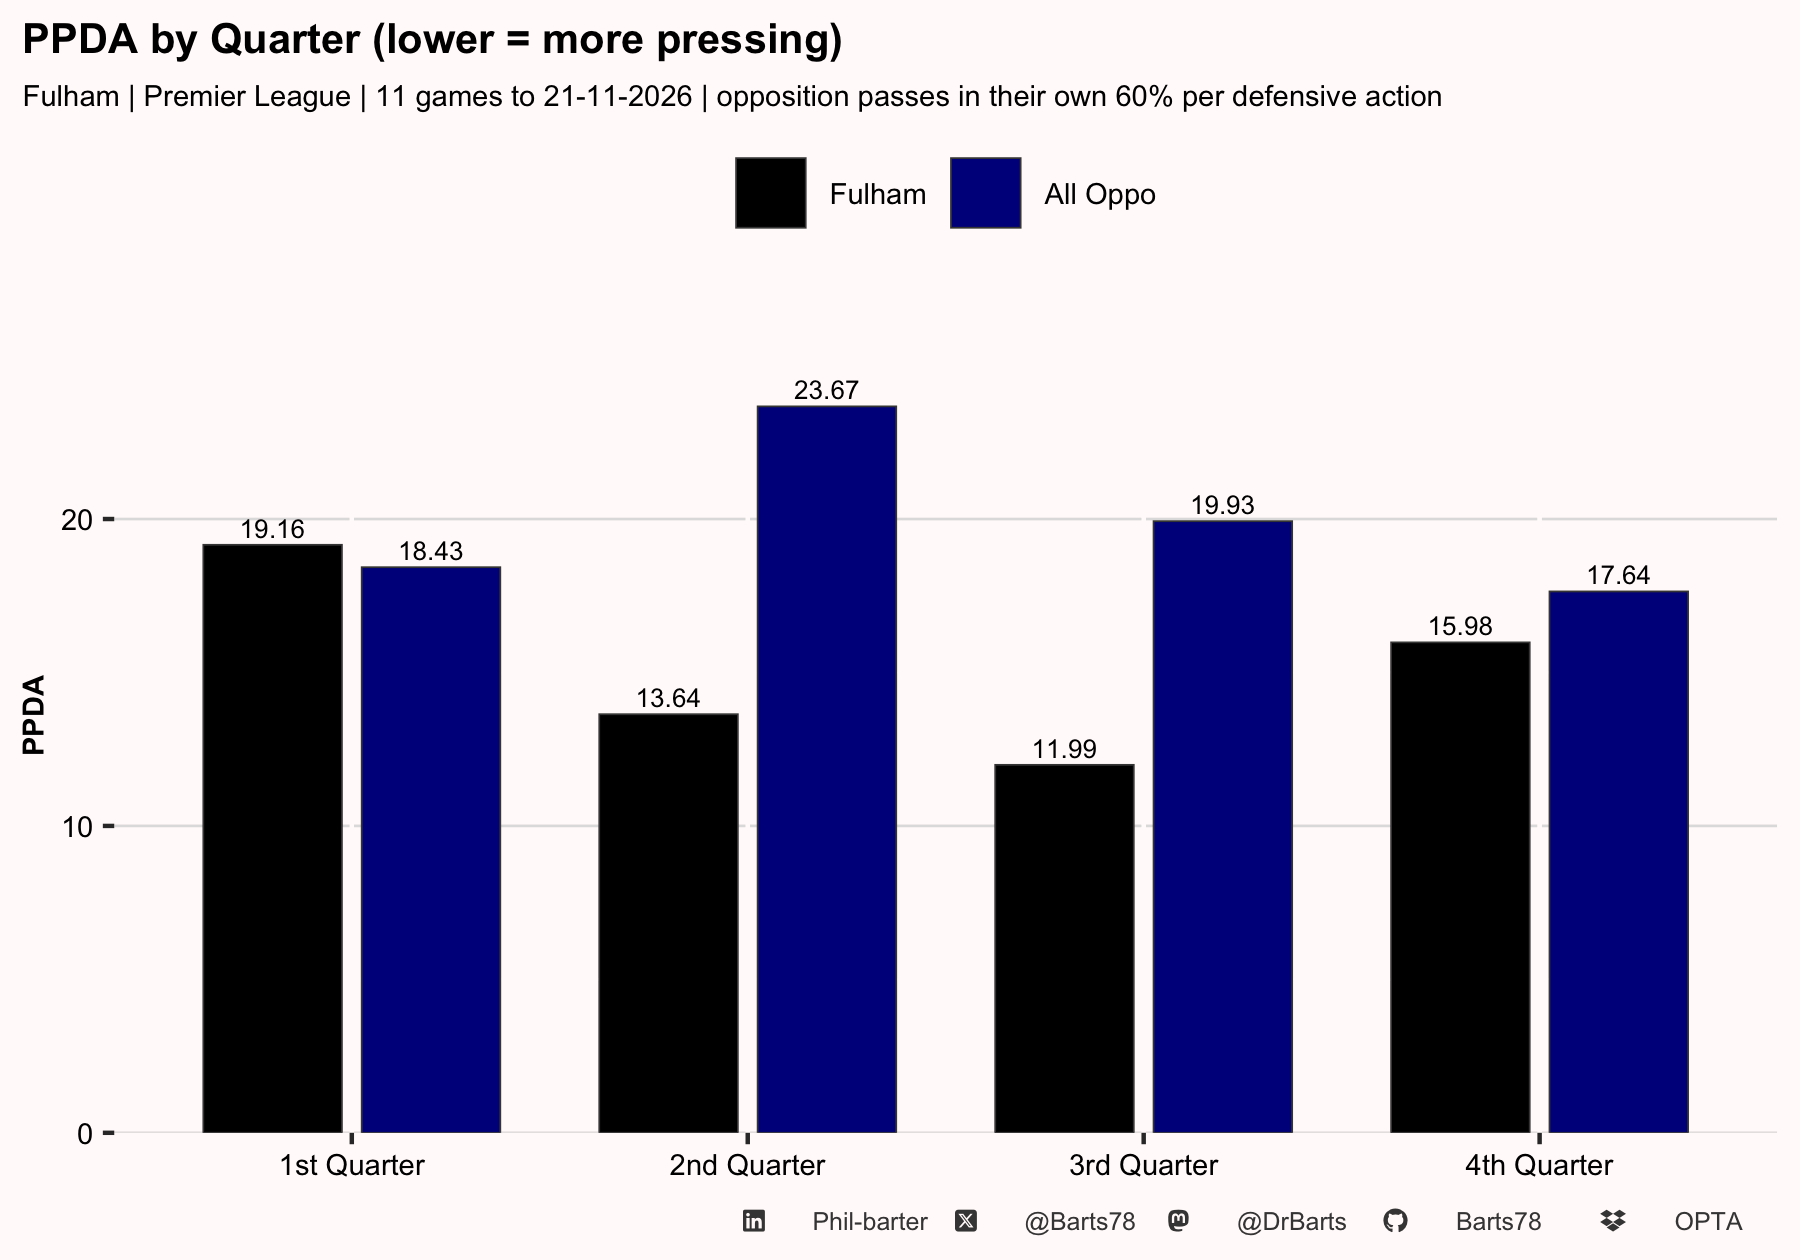 PPDA by Quarter (lower = more pressing)
Fulham | Premier League | 11 games to 21-11-2026 | opposition passes in their own 60% per defensive action
Fulham All Oppo
23.67
20
19.16
18.43
19.93
17.64
15.98
13.64
11.99
PPDA
10
0
1st Quarter 2nd Quarter 3rd Quarter 4th Quarter
Phil-barter @Barts78 @DrBarts Barts78 OPTA